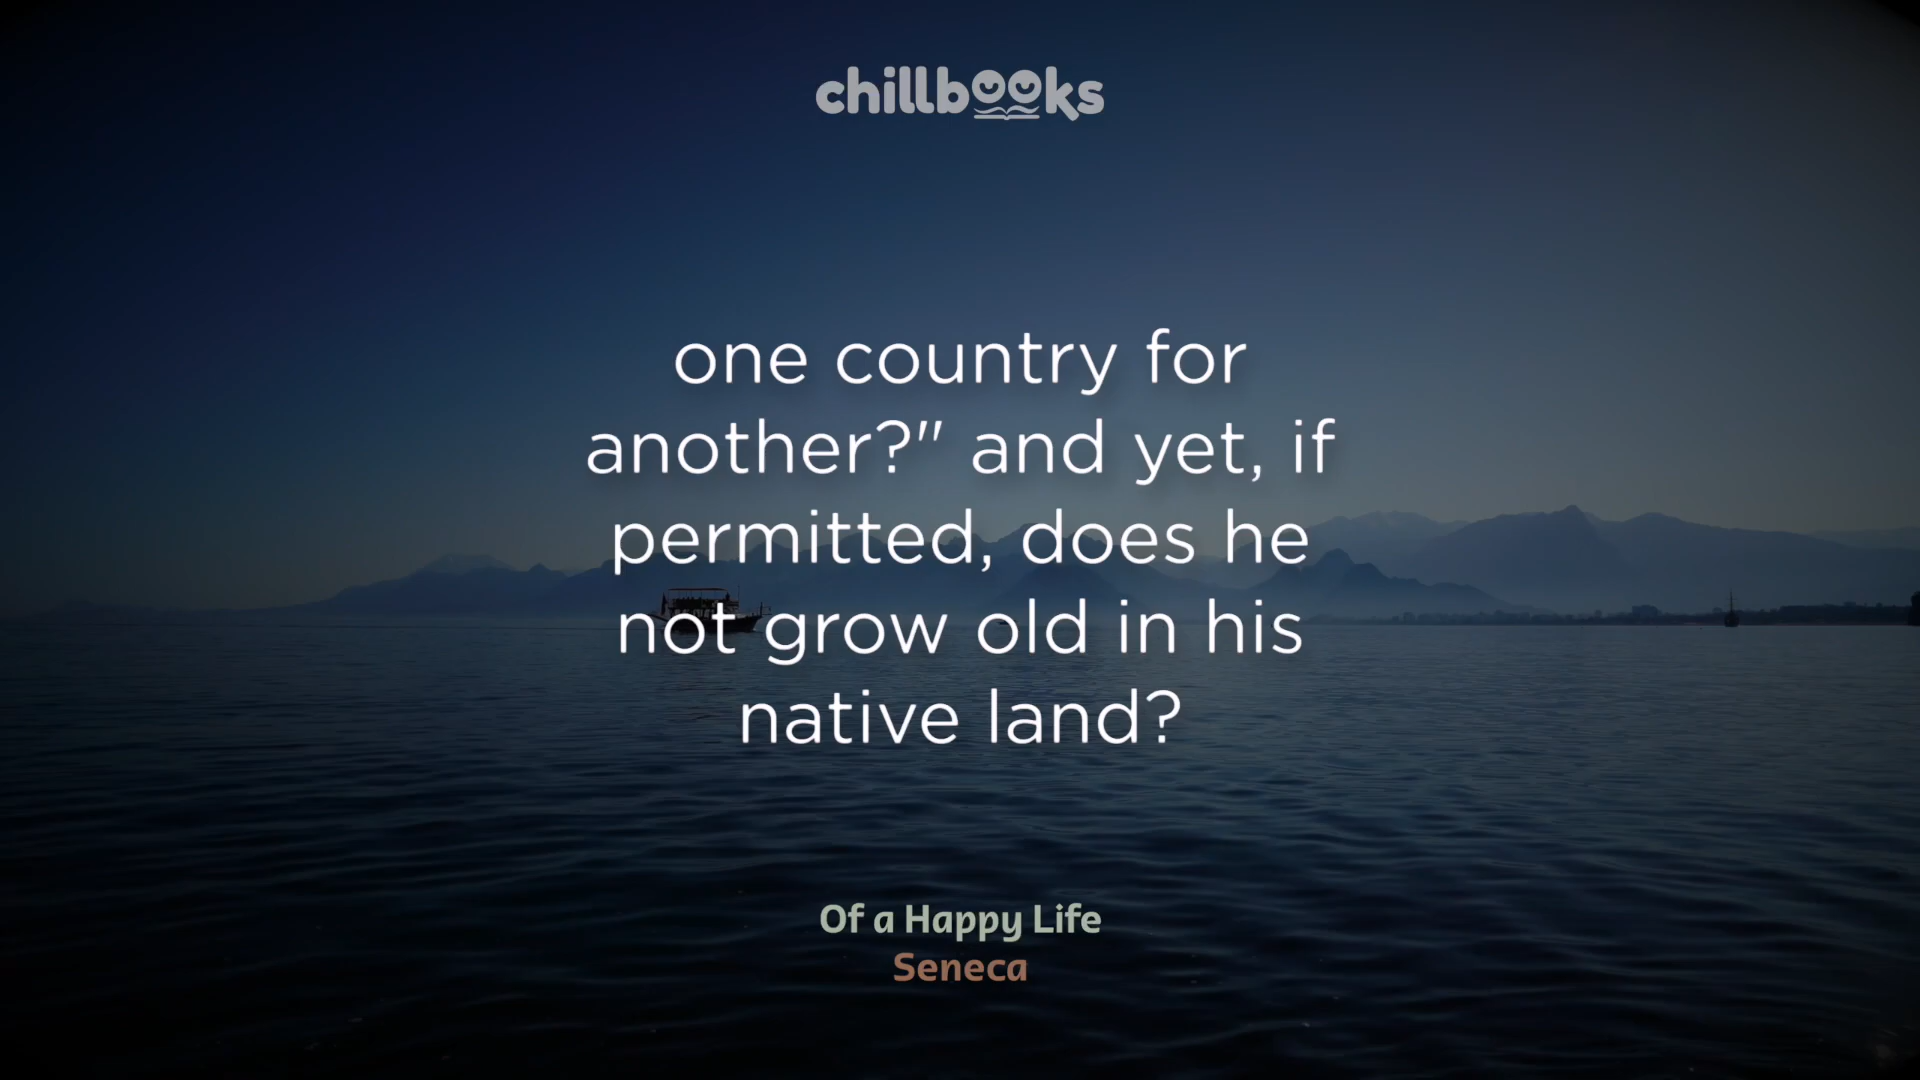 chillbooks
one country for
another?" and yet, if
permitted, does he
not grow old in his
native land?
Of a Happy Life
Seneca